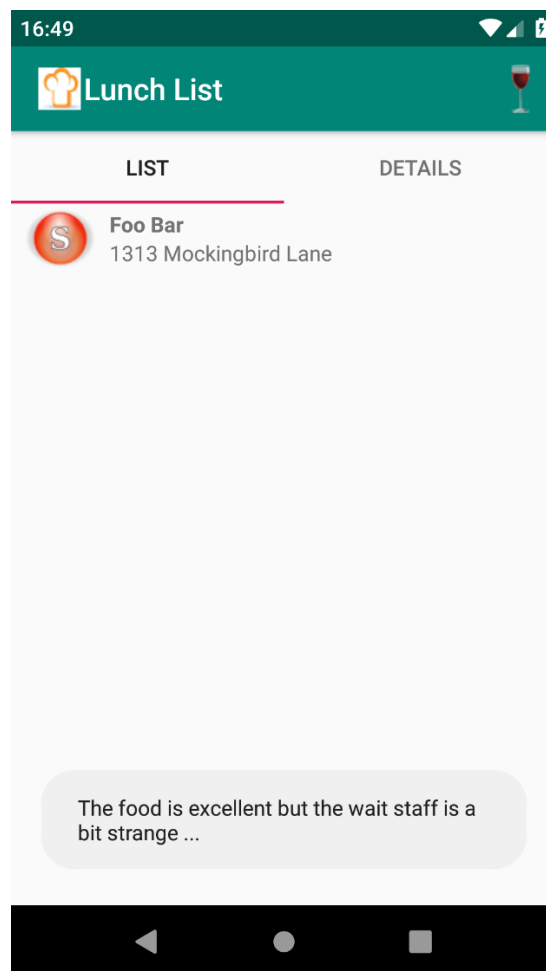 16:49
Lunch List
LIST
DETAILS
S
Foo Bar
1313 Mockingbird Lane
The food is excellent but the wait staff is a
bit strange ...